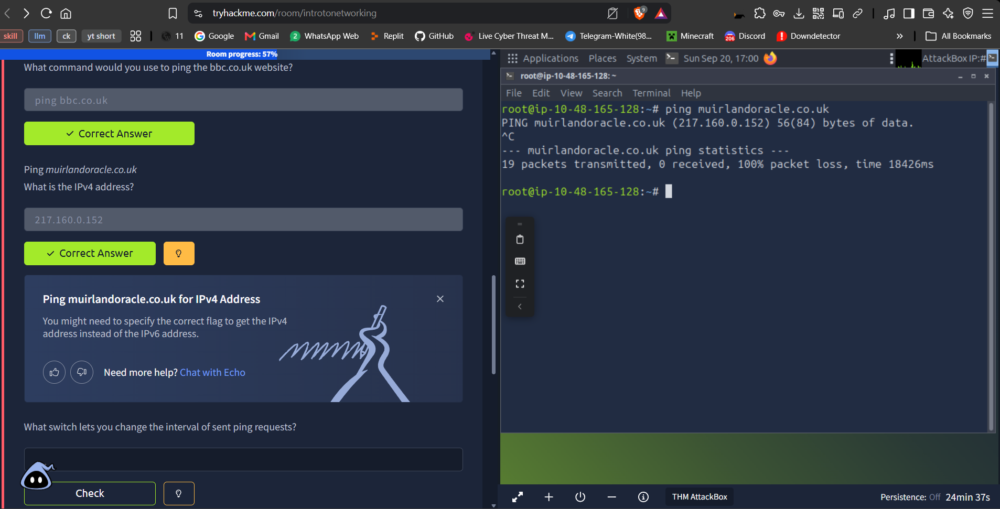 tryhackme.com/room/introtonetworking
9
skill
llm
ck
yt short
11
Google
Gmail
2
WhatsApp Web
Replit
GitHub
Live Cyber Threat M...
Telegram-White(98...
Minecraft
206
Discord
Downdetector
»
All Bookmarks
Room progress: 57%
What command would you use to ping the bbc.co.uk website?
ping bbc.co.uk
✓ Correct Answer
Ping muirlandoracle.co.uk
What is the IPv4 address?
217.160.0.152
✓ Correct Answer
Ping muirlandoracle.co.uk for IPv4 Address
You might need to specify the correct flag to get the IPv4
address instead of the IPv6 address.
Need more help? Chat with Echo
What switch lets you change the interval of sent ping requests?
Check
Applications Places System Sun Sep 20, 17:00
AttackBox IP:#
root@ip-10-48-165-128: ~
File Edit View Search Terminal Help
root@ip-10-48-165-128:~# ping muirlandoracle.co.uk
PING muirlandoracle.co.uk (217.160.0.152) 56(84) bytes of data.
^C
--- muirlandoracle.co.uk ping statistics ---
19 packets transmitted, 0 received, 100% packet loss, time 18426ms
root@ip-10-48-165-128:~#
THM AttackBox
Persistence: Off 24min 37s